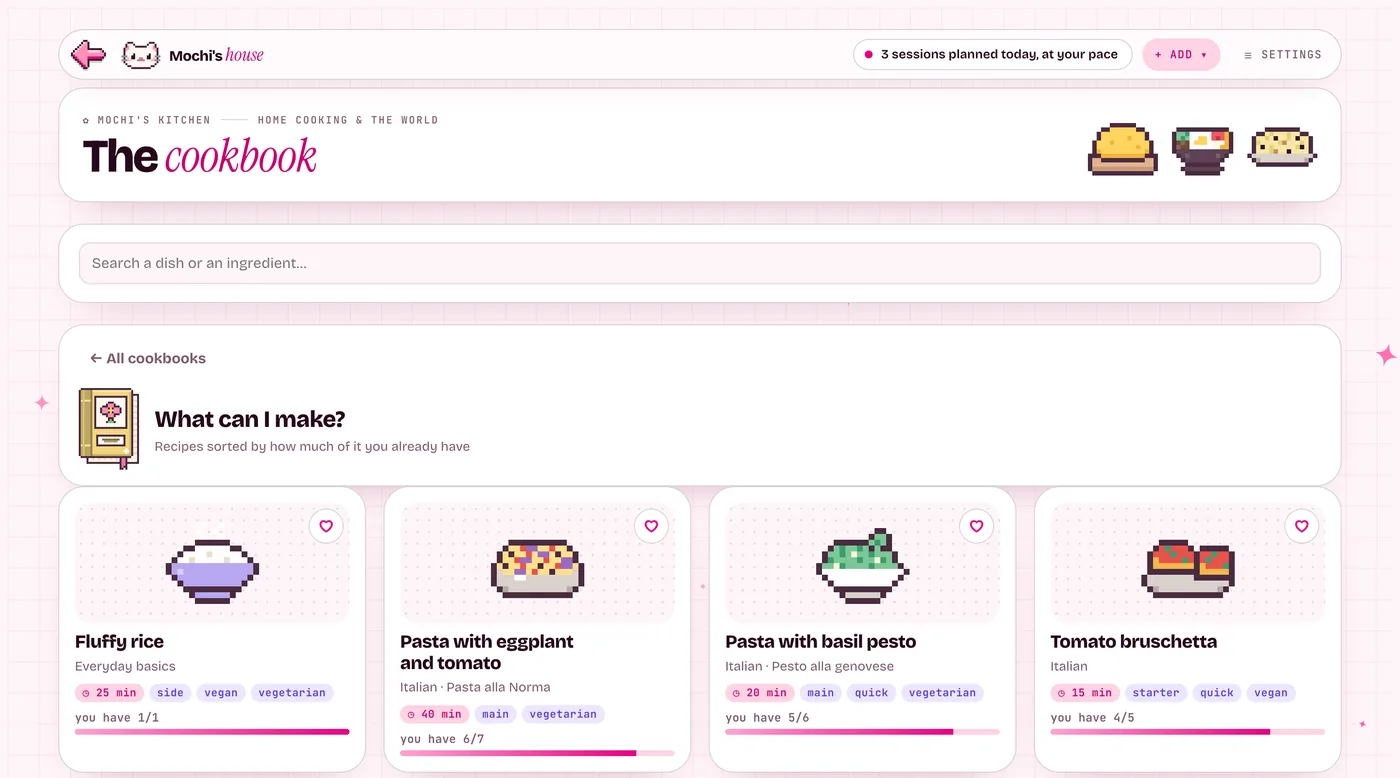 Mochi's house
3 sessions planned today, at your pace
+ ADD ▾
≡ SETTINGS
✿ MOCHI'S KITCHEN
HOME COOKING & THE WORLD
The cookbook
Search a dish or an ingredient...
← All cookbooks
What can I make?
Recipes sorted by how much of it you already have
Fluffy rice
Everyday basics
◷ 25 min side vegan vegetarian
you have 1/1
Pasta with eggplant
and tomato
Italian · Pasta alla Norma
◷ 40 min main vegetarian
you have 6/7
Pasta with basil pesto
Italian · Pesto alla genovese
◷ 20 min main quick vegetarian
you have 5/6
Tomato bruschetta
Italian
◷ 15 min starter quick vegan
you have 4/5